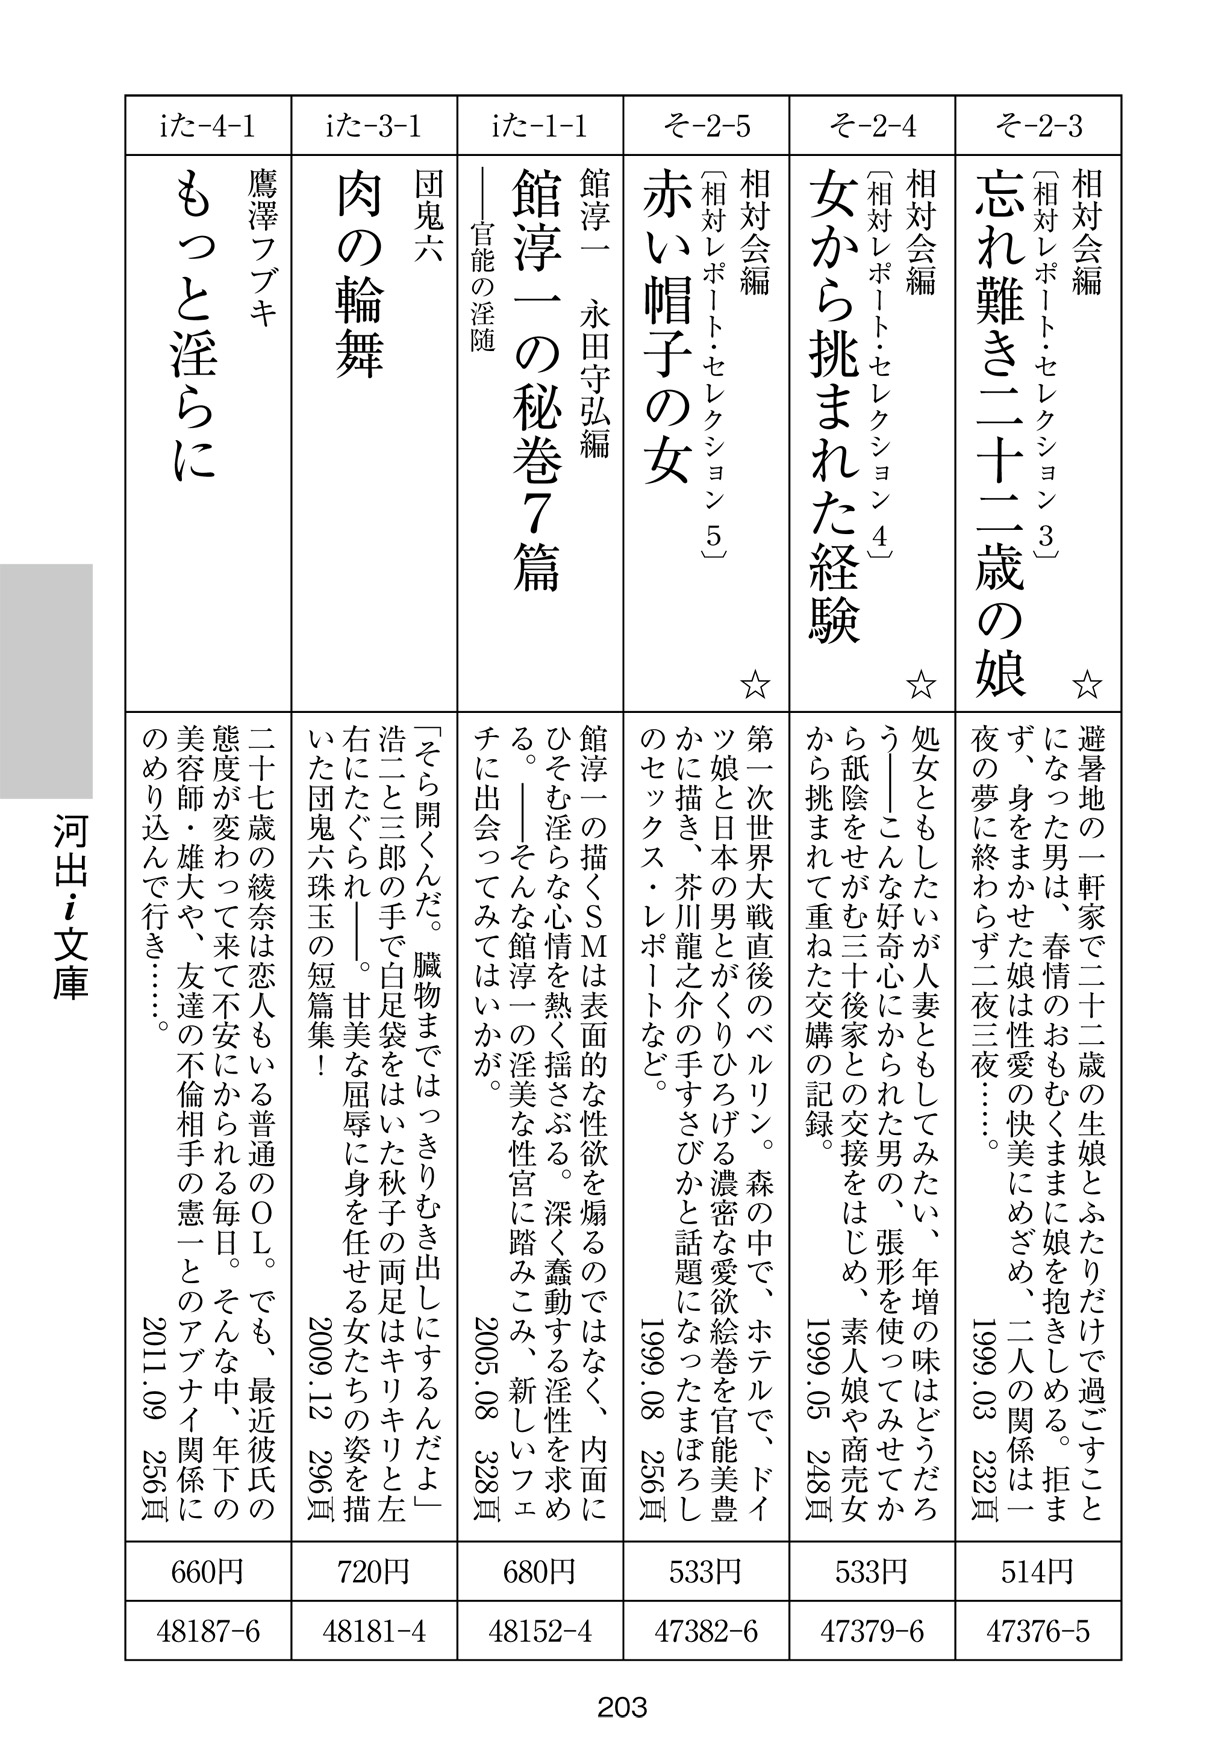 そ-2-3
相対会編
☆
〔相対レポート・セレクション 3〕
忘れ難き二十二歳の娘
避暑地の一軒家で二十二歳の生娘とふたりだけで過ごすこと
になった男は、春情のおもむくままに娘を抱きしめる。拒ま
ず、身をまかせた娘は性愛の快美にめざめ、二人の関係は一
夜の夢に終わらず二夜三夜……。
1999.03 232頁
514円
47376-5
そ-2-4
相対会編
☆
〔相対レポート・セレクション 4〕
女から挑まれた経験
処女ともしたいが人妻ともしてみたい、年増の味はどうだろ
う――こんな好奇心にかられた男の、張形を使ってみせてか
ら舐陰をせがむ三十後家との交接をはじめ、素人娘や商売女
から挑まれて重ねた交媾の記録。
1999.05 248頁
533円
47379-6
そ-2-5
相対会編
☆
〔相対レポート・セレクション 5〕
赤い帽子の女
第一次世界大戦直後のベルリン。森の中で、ホテルで、ドイ
ツ娘と日本の男とがくりひろげる濃密な愛欲絵巻を官能美豊
かに描き、芥川龍之介の手すさびかと話題になったまぼろし
のセックス・レポートなど。
1999.08 256頁
533円
47382-6
iた-1-1
館淳一 永田守弘編
館淳一の秘巻7篇
――官能の淫随
館淳一の描くSMは表面的な性欲を煽るのではなく、内面に
ひそむ淫らな心情を熱く揺さぶる。深く蠢動する淫性を求め
る。――そんな館淳一の淫美な性宮に踏みこみ、新しいフェ
チに出会ってみてはいかが。
2005.08 328頁
680円
48152-4
iた-3-1
団鬼六
肉の輪舞
「そら開くんだ。臓物まではっきりむき出しにするんだよ」
浩二と三郎の手で白足袋をはいた秋子の両足はキリキリと左
右にたぐられ――。甘美な屈辱に身を任せる女たちの姿を描
いた団鬼六珠玉の短篇集！
2009.12 296頁
720円
48181-4
iた-4-1
鷹澤フブキ
もっと淫らに
二十七歳の綾奈は恋人もいる普通のOL。でも、最近彼氏の
態度が変わって来て不安にかられる毎日。そんな中、年下の
美容師・雄大や、友達の不倫相手の憲一とのアブナイ関係に
のめり込んで行き……。
2011.09 256頁
660円
48187-6
河出i文庫
203